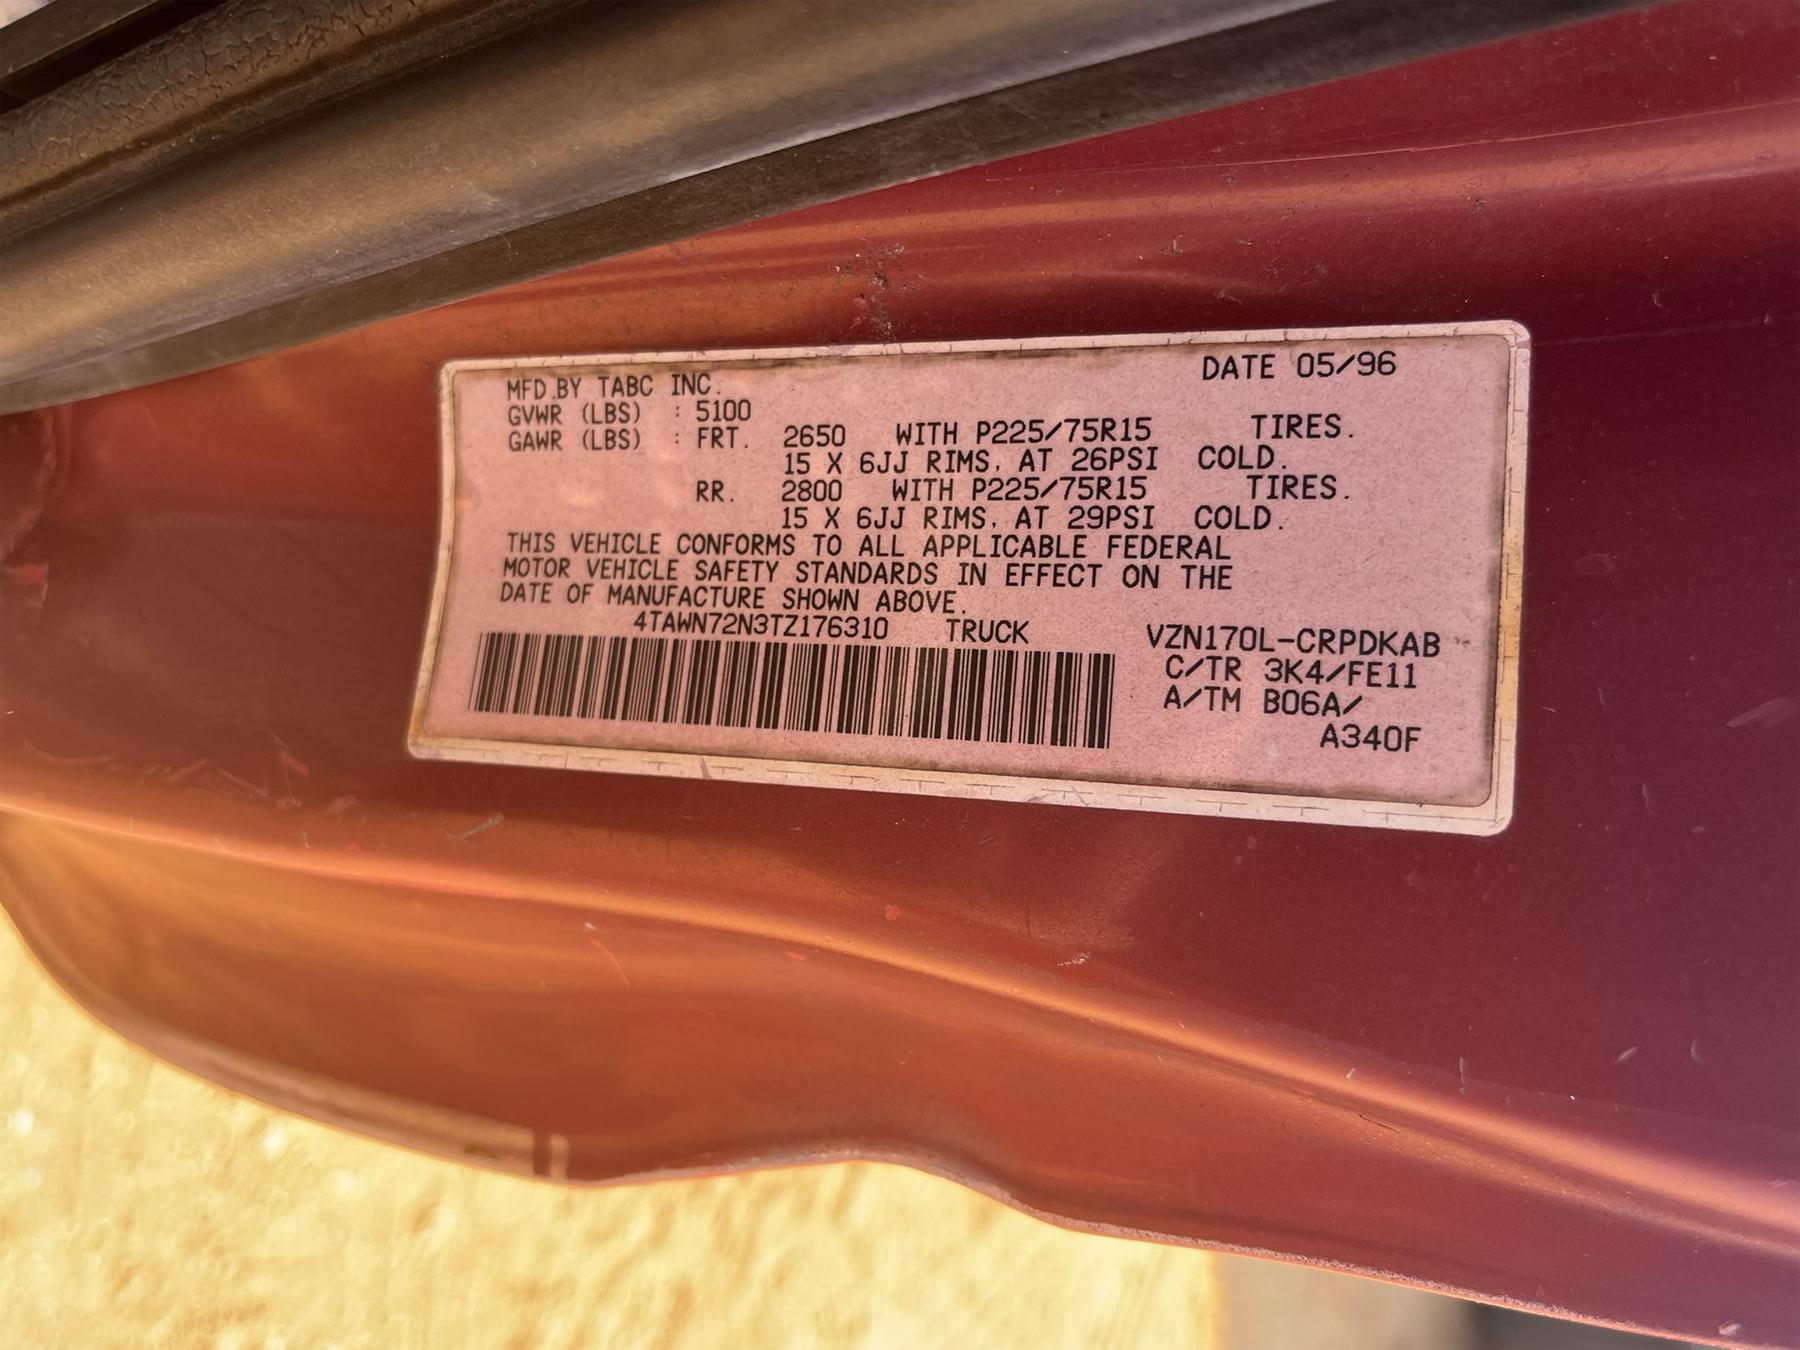 DATE 05/96
MFD.BY TABC INC.
GVWR (LBS) : 5100
GAWR (LBS) : FRT. 2650 WITH P225/75R15 TIRES.
15 X 6JJ RIMS, AT 26PSI COLD.
RR. 2800 WITH P225/75R15 TIRES.
15 X 6JJ RIMS, AT 29PSI COLD.
THIS VEHICLE CONFORMS TO ALL APPLICABLE FEDERAL
MOTOR VEHICLE SAFETY STANDARDS IN EFFECT ON THE
DATE OF MANUFACTURE SHOWN ABOVE.
4TAWN72N3TZ176310 TRUCK VZN170L-CRPDKAB
C/TR 3K4/FE11
A/TM B06A/
A340F